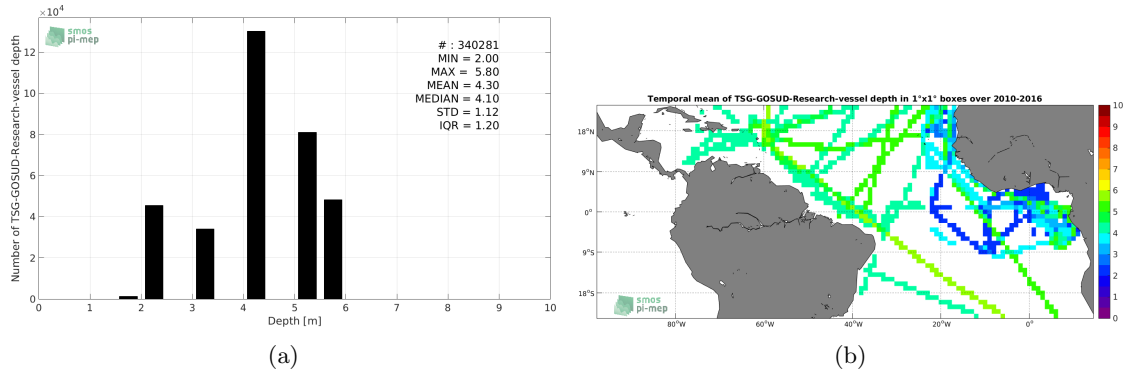 ×10⁴
smos
pi-mep
# : 340281
MIN = 2.00
MAX = 5.80
MEAN = 4.30
MEDIAN = 4.10
STD = 1.12
IQR = 1.20
Number of TSG-GOSUD-Research-vessel depth
12
10
8
6
4
2
0
0 1 2 3 4 5 6 7 8 9 10
Depth [m]
(a)
Temporal mean of TSG-GOSUD-Research-vessel depth in 1°x1° boxes over 2010-2016
18°N
9°N
0°
9°S
18°S
80°W 60°W 40°W 20°W 0°
smos
pi-mep
10
9
8
7
6
5
4
3
2
1
0
(b)